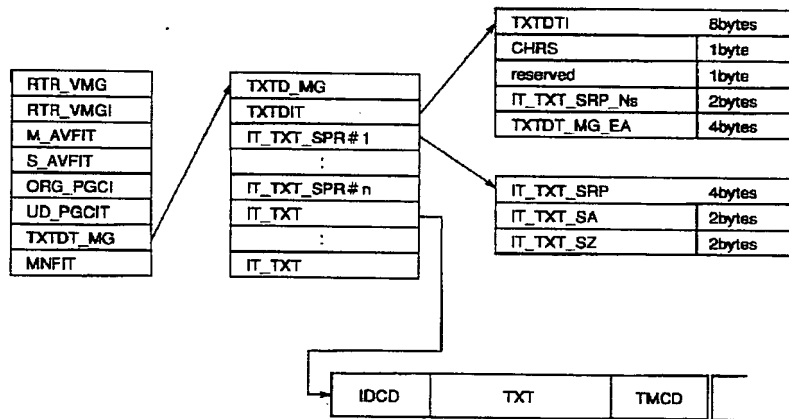 RTR_VMG
RTR_VMGI
M_AVFIT
S_AVFIT
ORG_PGCI
UD_PGCIT
TXTDT_MG
MNFIT
TXTD_MG
TXTDIT
IT_TXT_SPR#1
:
IT_TXT_SPR#n
IT_TXT
:
IT_TXT
TXTDTI 8bytes
CHRS 1byte
reserved 1byte
IT_TXT_SRP_Ns 2bytes
TXTDT_MG_EA 4bytes
IT_TXT_SRP 4bytes
IT_TXT_SA 2bytes
IT_TXT_SZ 2bytes
IDCD TXT TMCD